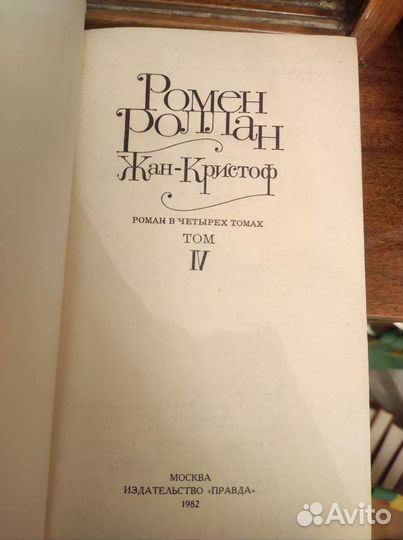 Ромен
Роллан
Жан-Кристоф
РОМАН В ЧЕТЫРЕХ ТОМАХ
ТОМ
IV
МОСКВА
ИЗДАТЕЛЬСТВО «ПРАВДА»
1982
Avito